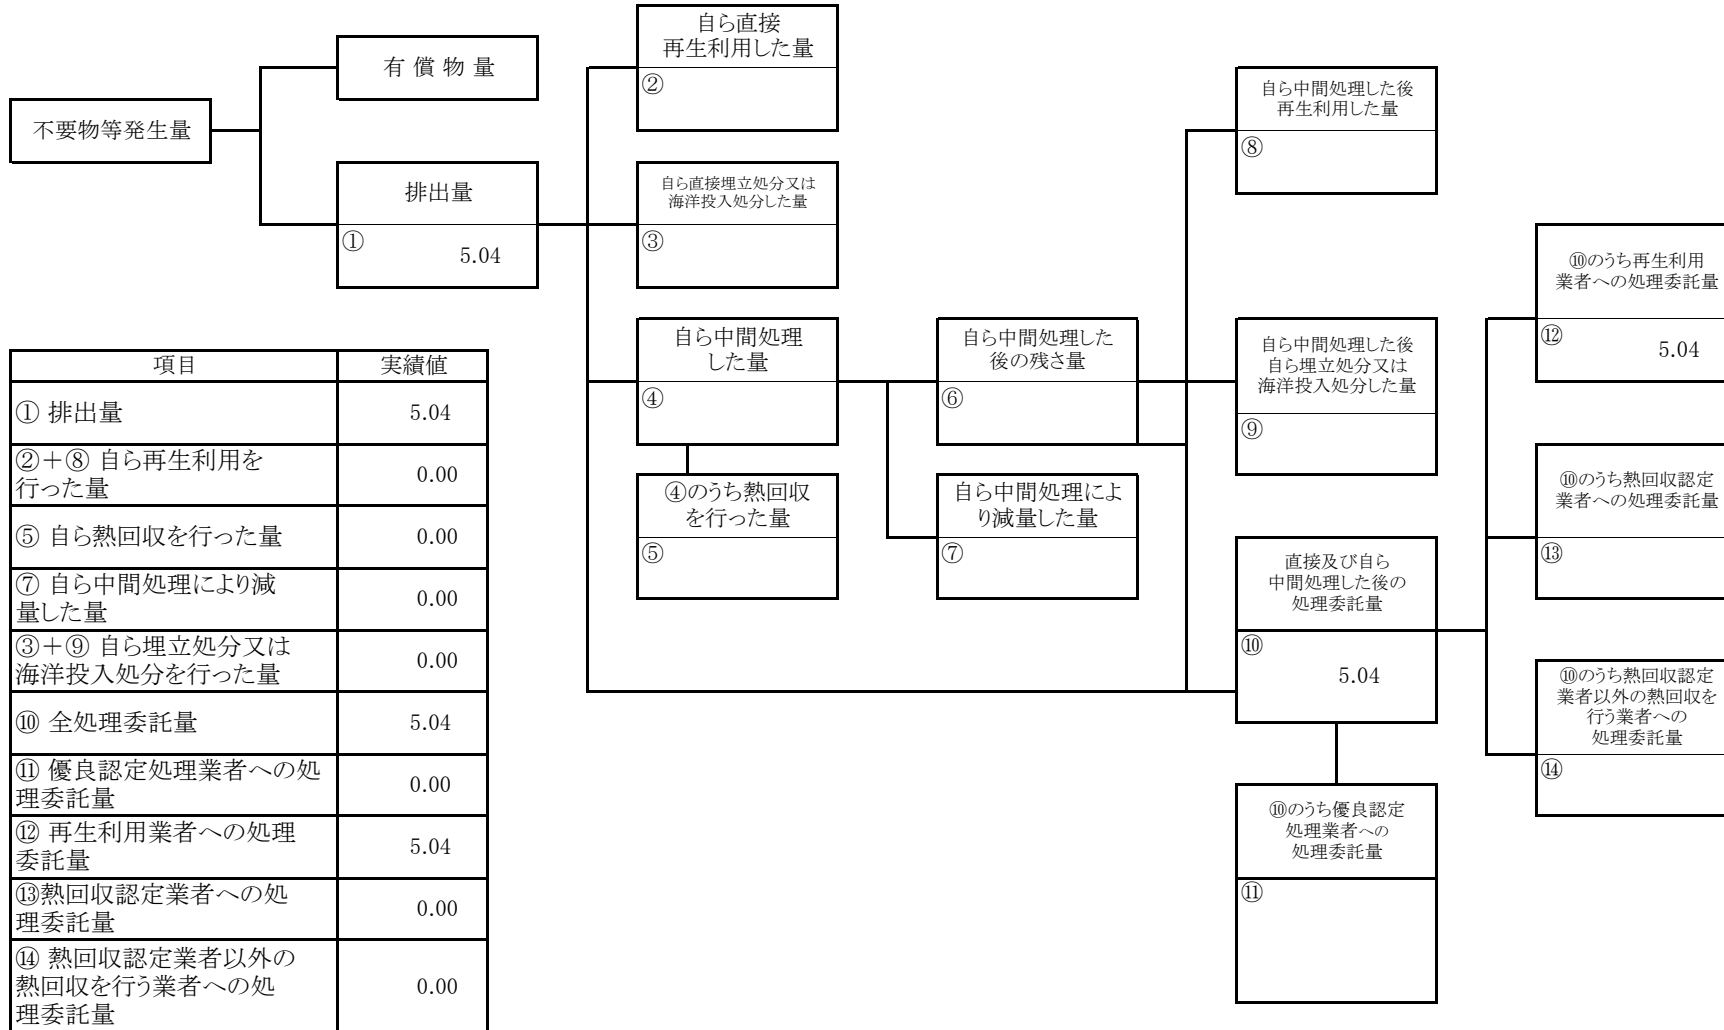 不要物等発生量
有 償 物 量
排出量
①
5.04
自ら直接
再生利用した量
②
自ら直接埋立処分又は
海洋投入処分した量
③
自ら中間処理
した量
④
④のうち熱回収
を行った量
⑤
自ら中間処理した
後の残さ量
⑥
自ら中間処理によ
り減量した量
⑦
自ら中間処理した後
再生利用した量
⑧
自ら中間処理した後
自ら埋立処分又は
海洋投入処分した量
⑨
直接及び自ら
中間処理した後の
処理委託量
⑩
5.04
⑩のうち優良認定
処理業者への
処理委託量
⑪
⑩のうち再生利用
業者への処理委託量
⑫
5.04
⑩のうち熱回収認定
業者への処理委託量
⑬
⑩のうち熱回収認定
業者以外の熱回収を
行う業者への
処理委託量
⑭
項目 実績値
① 排出量 5.04
②+⑧ 自ら再生利用を
行った量 0.00
⑤ 自ら熱回収を行った量 0.00
⑦ 自ら中間処理により減
量した量 0.00
③+⑨ 自ら埋立処分又は
海洋投入処分を行った量 0.00
⑩ 全処理委託量 5.04
⑪ 優良認定処理業者への処
理委託量 0.00
⑫ 再生利用業者への処理
委託量 5.04
⑬熱回収認定業者への処
理委託量 0.00
⑭ 熱回収認定業者以外の
熱回収を行う業者への処
理委託量 0.00